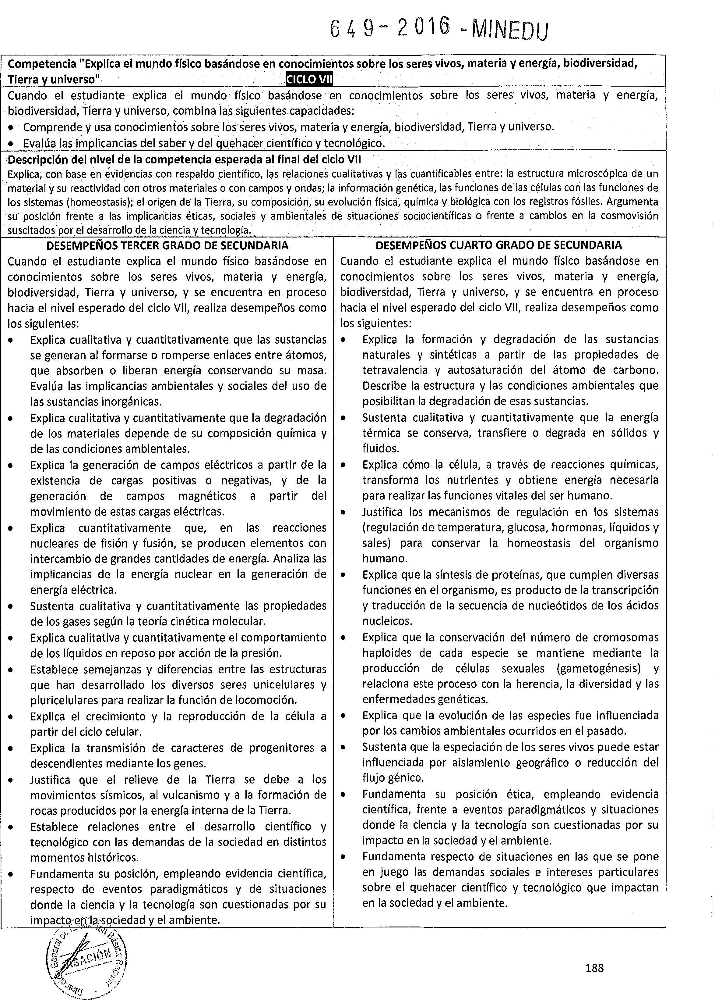 649-2016-MINEDU
Competencia "Explica el mundo físico basándose en conocimientos sobre los seres vivos, materia y energía, biodiversidad,
Tierra y universo" CICLO VII
Cuando el estudiante explica el mundo físico basándose en conocimientos sobre los seres vivos, materia y energía,
biodiversidad, Tierra y universo, combina las siguientes capacidades:
• Comprende y usa conocimientos sobre los seres vivos, materia y energía, biodiversidad, Tierra y universo.
• Evalúa las implicancias del saber y del quehacer científico y tecnológico.
Descripción del nivel de la competencia esperada al final del ciclo VII
Explica, con base en evidencias con respaldo científico, las relaciones cualitativas y las cuantificables entre: la estructura microscópica de un
material y su reactividad con otros materiales o con campos y ondas; la información genética, las funciones de las células con las funciones de
los sistemas (homeostasis); el origen de la Tierra, su composición, su evolución física, química y biológica con los registros fósiles. Argumenta
su posición frente a las implicancias éticas, sociales y ambientales de situaciones sociocientíficas o frente a cambios en la cosmovisión
suscitados por el desarrollo de la ciencia y tecnología.
DESEMPEÑOS TERCER GRADO DE SECUNDARIA
Cuando el estudiante explica el mundo físico basándose en
conocimientos sobre los seres vivos, materia y energía,
biodiversidad, Tierra y universo, y se encuentra en proceso
hacia el nivel esperado del ciclo VII, realiza desempeños como
los siguientes:
• Explica cualitativa y cuantitativamente que las sustancias
se generan al formarse o romperse enlaces entre átomos,
que absorben o liberan energía conservando su masa.
Evalúa las implicancias ambientales y sociales del uso de
las sustancias inorgánicas.
• Explica cualitativa y cuantitativamente que la degradación
de los materiales depende de su composición química y
de las condiciones ambientales.
• Explica la generación de campos eléctricos a partir de la
existencia de cargas positivas o negativas, y de la
generación de campos magnéticos a partir del
movimiento de estas cargas eléctricas.
• Explica cuantitativamente que, en las reacciones
nucleares de fisión y fusión, se producen elementos con
intercambio de grandes cantidades de energía. Analiza las
implicancias de la energía nuclear en la generación de
energía eléctrica.
• Sustenta cualitativa y cuantitativamente las propiedades
de los gases según la teoría cinética molecular.
• Explica cualitativa y cuantitativamente el comportamiento
de los líquidos en reposo por acción de la presión.
• Establece semejanzas y diferencias entre las estructuras
que han desarrollado los diversos seres unicelulares y
pluricelulares para realizar la función de locomoción.
• Explica el crecimiento y la reproducción de la célula a
partir del ciclo celular.
• Explica la transmisión de caracteres de progenitores a
descendientes mediante los genes.
• Justifica que el relieve de la Tierra se debe a los
movimientos sísmicos, al vulcanismo y a la formación de
rocas producidos por la energía interna de la Tierra.
• Establece relaciones entre el desarrollo científico y
tecnológico con las demandas de la sociedad en distintos
momentos históricos.
• Fundamenta su posición, empleando evidencia científica,
respecto de eventos paradigmáticos y de situaciones
donde la ciencia y la tecnología son cuestionadas por su
impacto en la sociedad y el ambiente.
DESEMPEÑOS CUARTO GRADO DE SECUNDARIA
Cuando el estudiante explica el mundo físico basándose en
conocimientos sobre los seres vivos, materia y energía,
biodiversidad, Tierra y universo, y se encuentra en proceso
hacia el nivel esperado del ciclo VII, realiza desempeños como
los siguientes:
• Explica la formación y degradación de las sustancias
naturales y sintéticas a partir de las propiedades de
tetravalencia y autosaturación del átomo de carbono.
Describe la estructura y las condiciones ambientales que
posibilitan la degradación de esas sustancias.
• Sustenta cualitativa y cuantitativamente que la energía
térmica se conserva, transfiere o degrada en sólidos y
fluidos.
• Explica cómo la célula, a través de reacciones químicas,
transforma los nutrientes y obtiene energía necesaria
para realizar las funciones vitales del ser humano.
• Justifica los mecanismos de regulación en los sistemas
(regulación de temperatura, glucosa, hormonas, líquidos y
sales) para conservar la homeostasis del organismo
humano.
• Explica que la síntesis de proteínas, que cumplen diversas
funciones en el organismo, es producto de la transcripción
y traducción de la secuencia de nucleótidos de los ácidos
nucleicos.
• Explica que la conservación del número de cromosomas
haploides de cada especie se mantiene mediante la
producción de células sexuales (gametogénesis) y
relaciona este proceso con la herencia, la diversidad y las
enfermedades genéticas.
• Explica que la evolución de las especies fue influenciada
por los cambios ambientales ocurridos en el pasado.
• Sustenta que la especiación de los seres vivos puede estar
influenciada por aislamiento geográfico o reducción del
flujo génico.
• Fundamenta su posición ética, empleando evidencia
científica, frente a eventos paradigmáticos y situaciones
donde la ciencia y la tecnología son cuestionadas por su
impacto en la sociedad y el ambiente.
• Fundamenta respecto de situaciones en las que se pone
en juego las demandas sociales e intereses particulares
sobre el quehacer científico y tecnológico que impactan
en la sociedad y el ambiente.
General Básica Regular
188